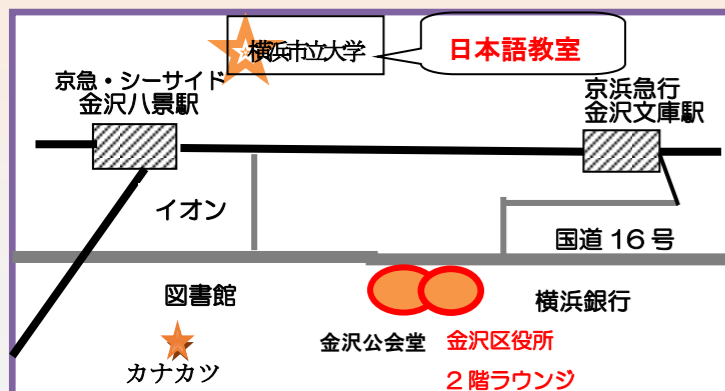 横浜市立大学
日本語教室
京急・シーサイド
金沢八景駅
京浜急行
金沢文庫駅
イオン
国道16号
図書館
横浜銀行
カナカツ
金沢公会堂
金沢区役所
2階ラウンジ